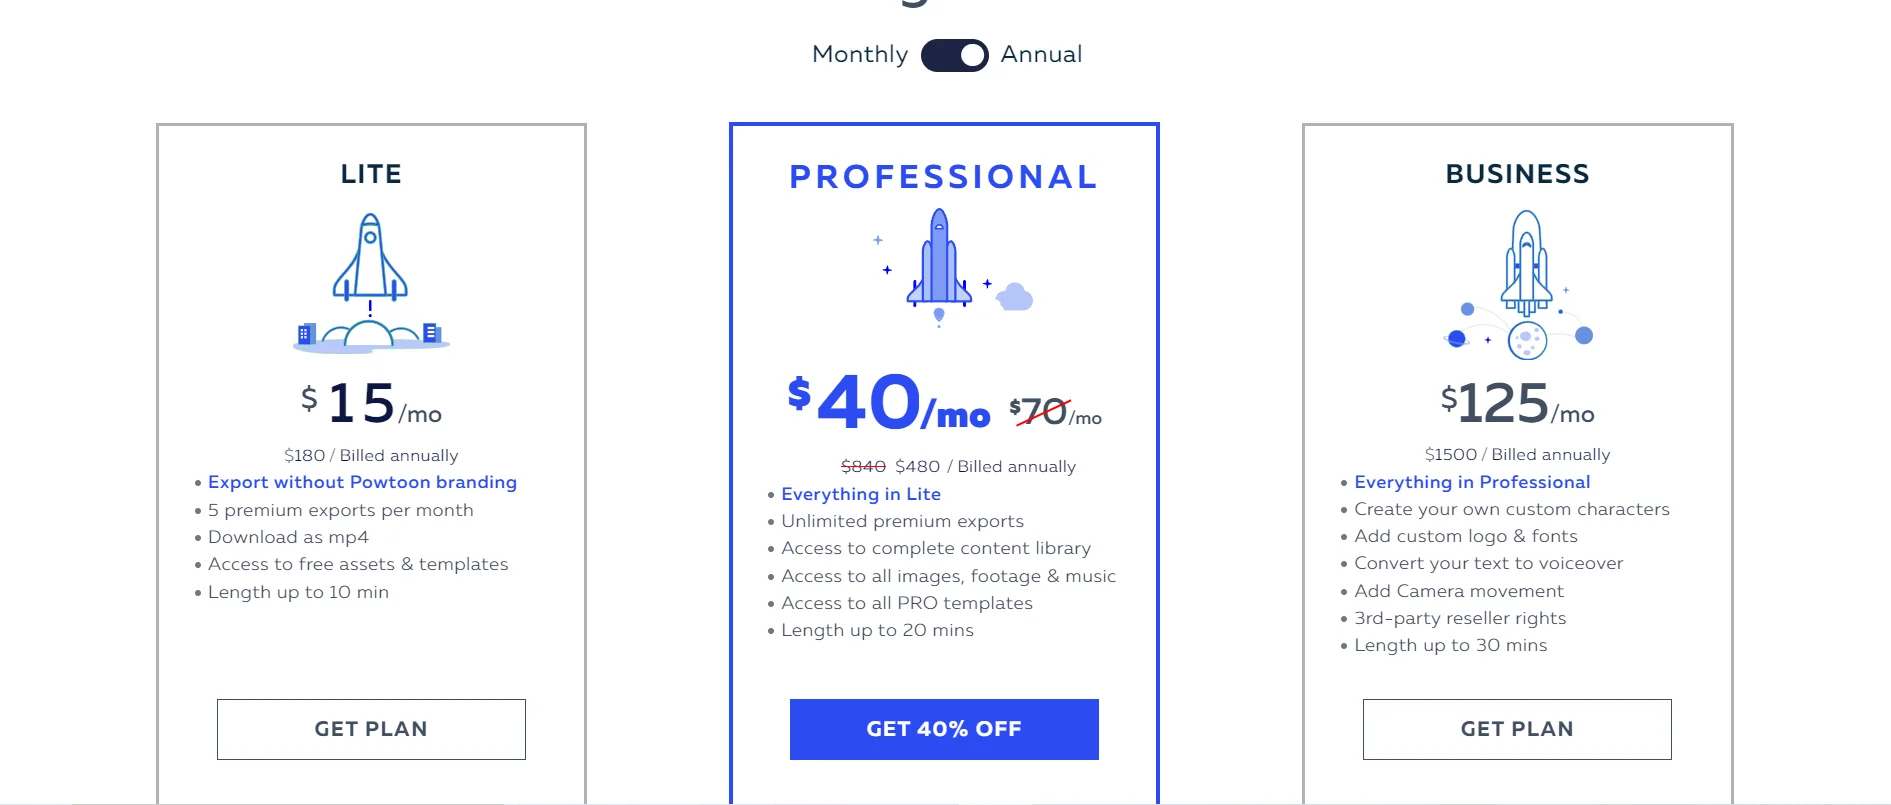 Monthly Annual
LITE
$15/mo
$180 / Billed annually
• Export without Powtoon branding
• 5 premium exports per month
• Download as mp4
• Access to free assets & templates
• Length up to 10 min
GET PLAN
PROFESSIONAL
$40/mo $70/mo
$840 $480 / Billed annually
• Everything in Lite
• Unlimited premium exports
• Access to complete content library
• Access to all images, footage & music
• Access to all PRO templates
• Length up to 20 mins
GET 40% OFF
BUSINESS
$125/mo
$1500 / Billed annually
• Everything in Professional
• Create your own custom characters
• Add custom logo & fonts
• Convert your text to voiceover
• Add Camera movement
• 3rd-party reseller rights
• Length up to 30 mins
GET PLAN